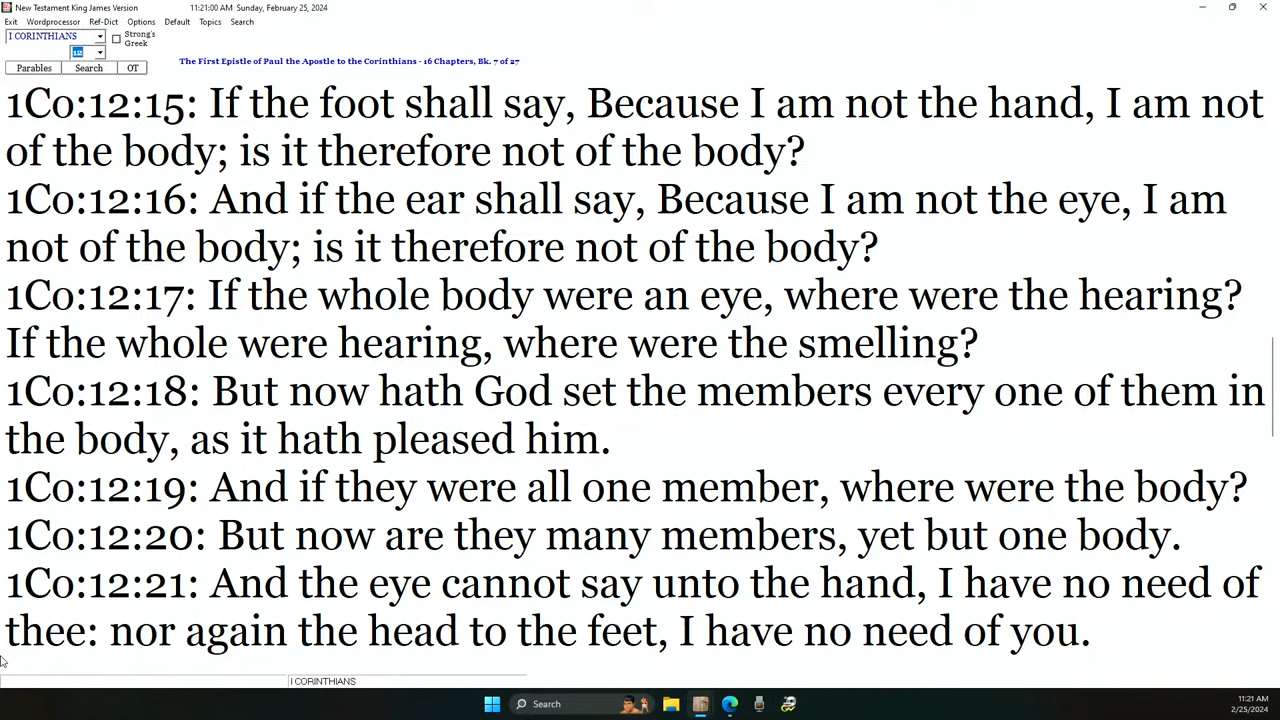 New Testament King James Version 11:21:00 AM Sunday, February 25, 2024
Exit Wordprocessor Ref-Dict Options Default Topics Search
I CORINTHIANS
Strong's
Greek
12
The First Epistle of Paul the Apostle to the Corinthians - 16 Chapters, Bk. 7 of 27
Parables Search OT
1Co:12:15: If the foot shall say, Because I am not the hand, I am not
of the body; is it therefore not of the body?
1Co:12:16: And if the ear shall say, Because I am not the eye, I am
not of the body; is it therefore not of the body?
1Co:12:17: If the whole body were an eye, where were the hearing?
If the whole were hearing, where were the smelling?
1Co:12:18: But now hath God set the members every one of them in
the body, as it hath pleased him.
1Co:12:19: And if they were all one member, where were the body?
1Co:12:20: But now are they many members, yet but one body.
1Co:12:21: And the eye cannot say unto the hand, I have no need of
thee: nor again the head to the feet, I have no need of you.
I CORINTHIANS
Search
11:21 AM
2/25/2024